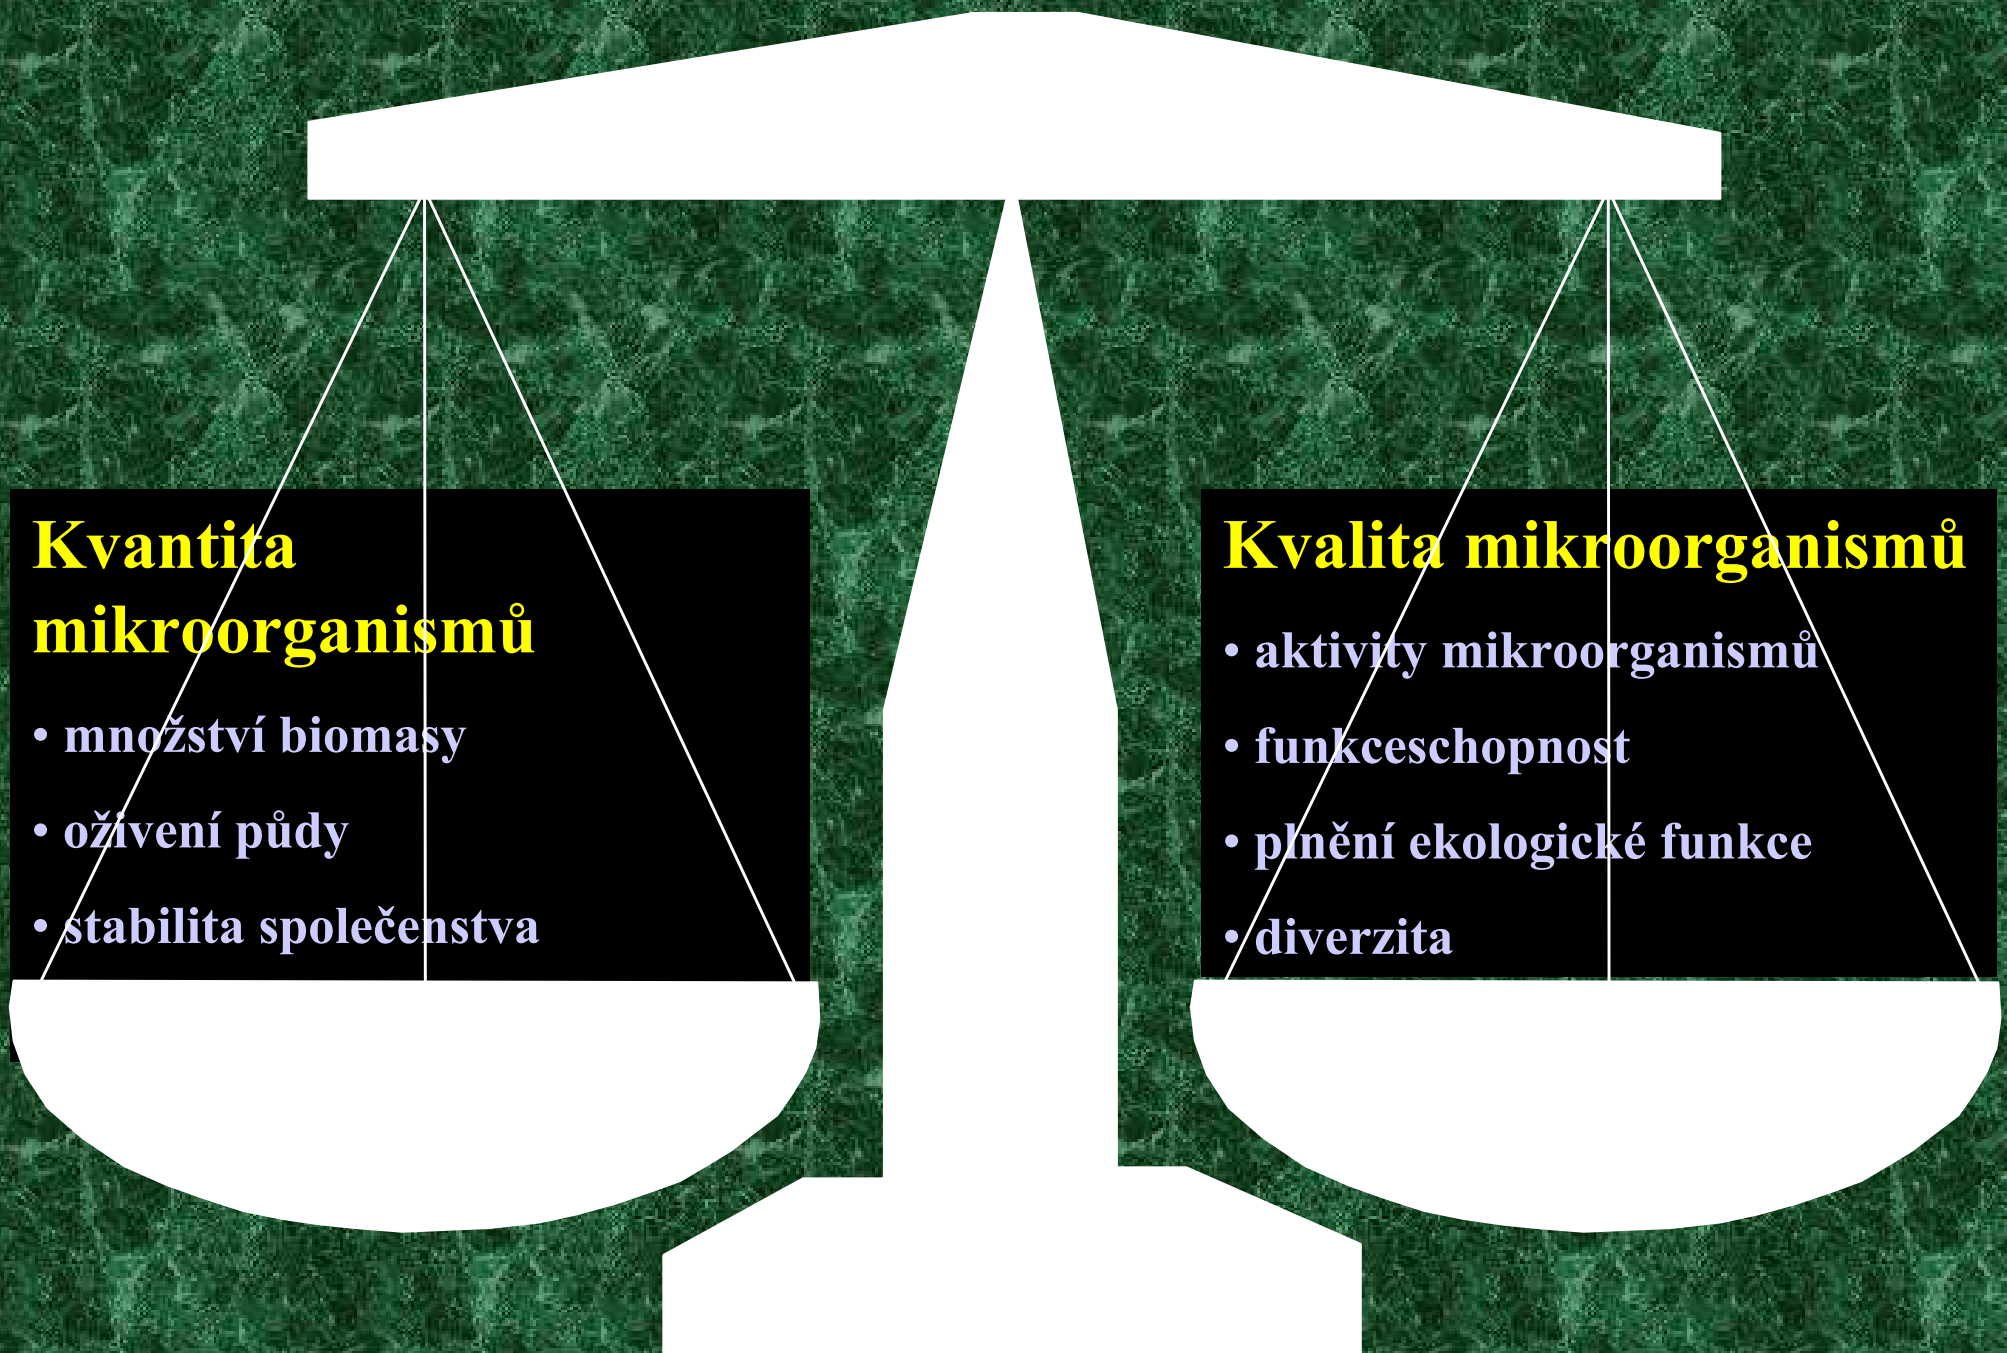 Kvantita
mikroorganismů
• množství biomasy
• oživení půdy
• stabilita společenstva
Kvalita mikroorganismů
• aktivity mikroorganismů
• funkceschopnost
• plnění ekologické funkce
• diverzita